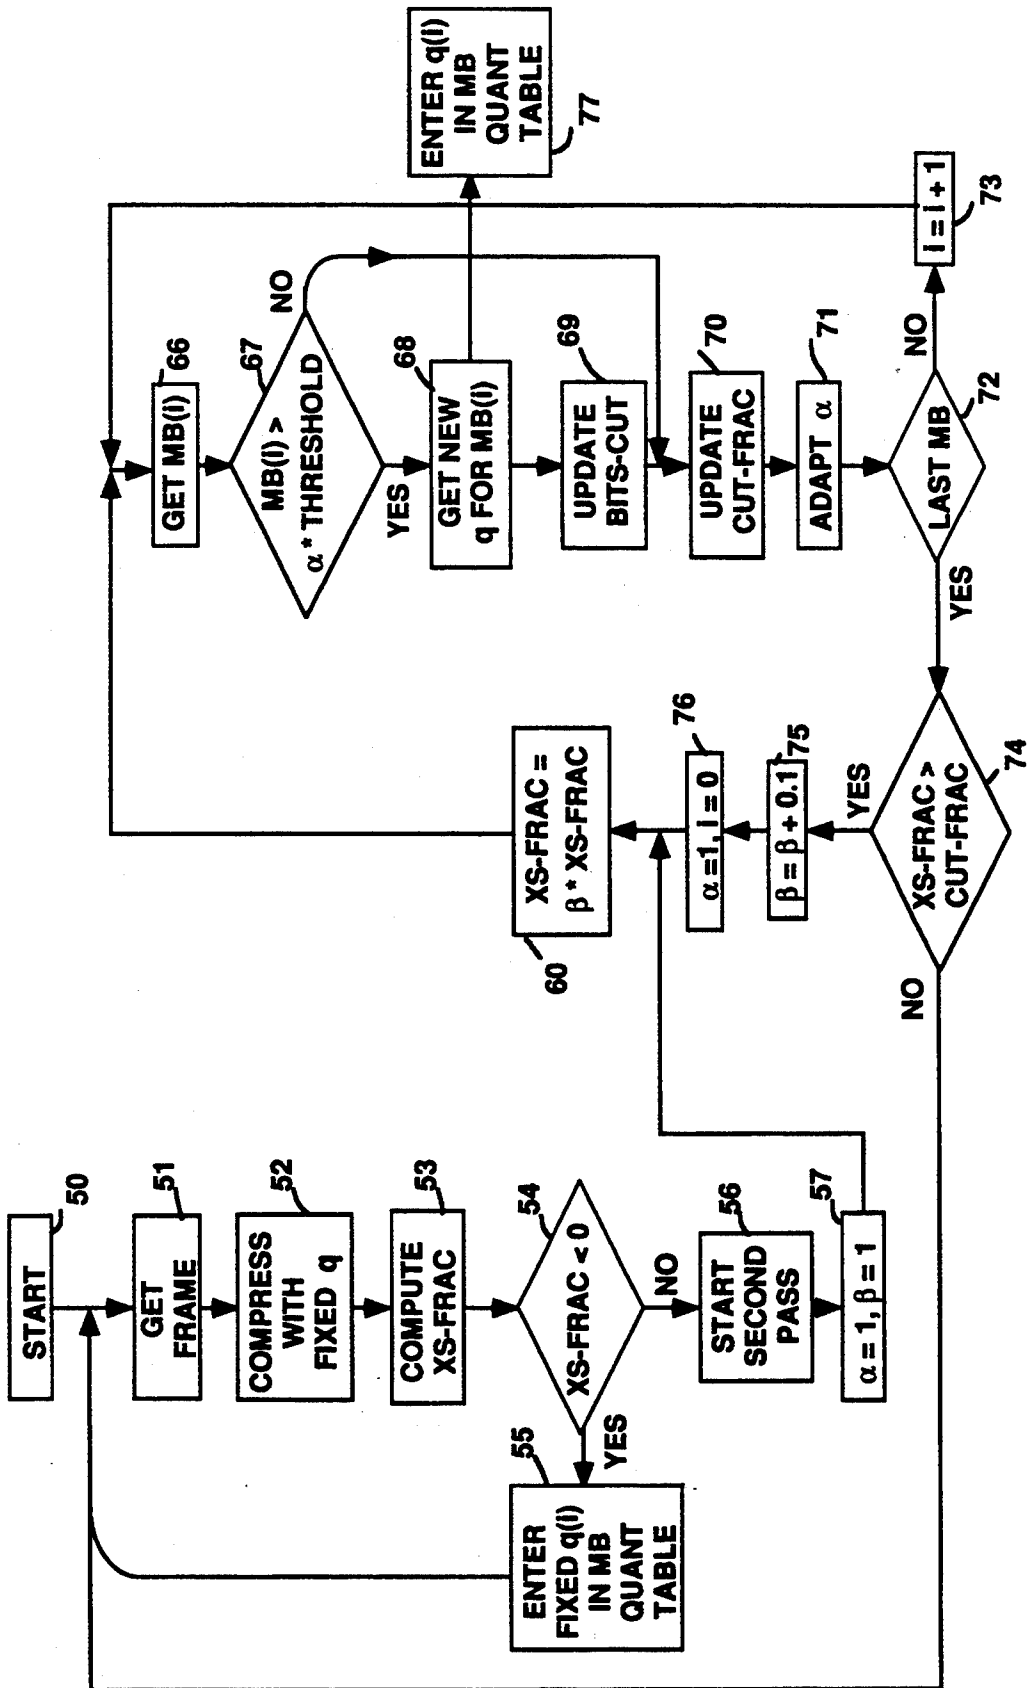 START
50
GET
FRAME
51
COMPRESS
WITH
FIXED q
52
COMPUTE
XS-FRAC
53
XS-FRAC < 0
54
YES
NO
ENTER
FIXED q(i)
IN MB
QUANT
TABLE
55
START
SECOND
PASS
56
α = 1, β = 1
57
XS-FRAC =
β * XS-FRAC
60
α = 1, i = 0
76
β = β + 0.1
75
YES
XS-FRAC >
CUT-FRAC
74
NO
GET MB(i)
66
MB(i) >
α * THRESHOLD
67
NO
YES
GET NEW
q FOR MB(i)
68
ENTER q(i)
IN MB
QUANT
TABLE
77
UPDATE
BITS-CUT
69
UPDATE
CUT-FRAC
70
ADAPT α
71
LAST MB
72
YES
NO
i = i + 1
73